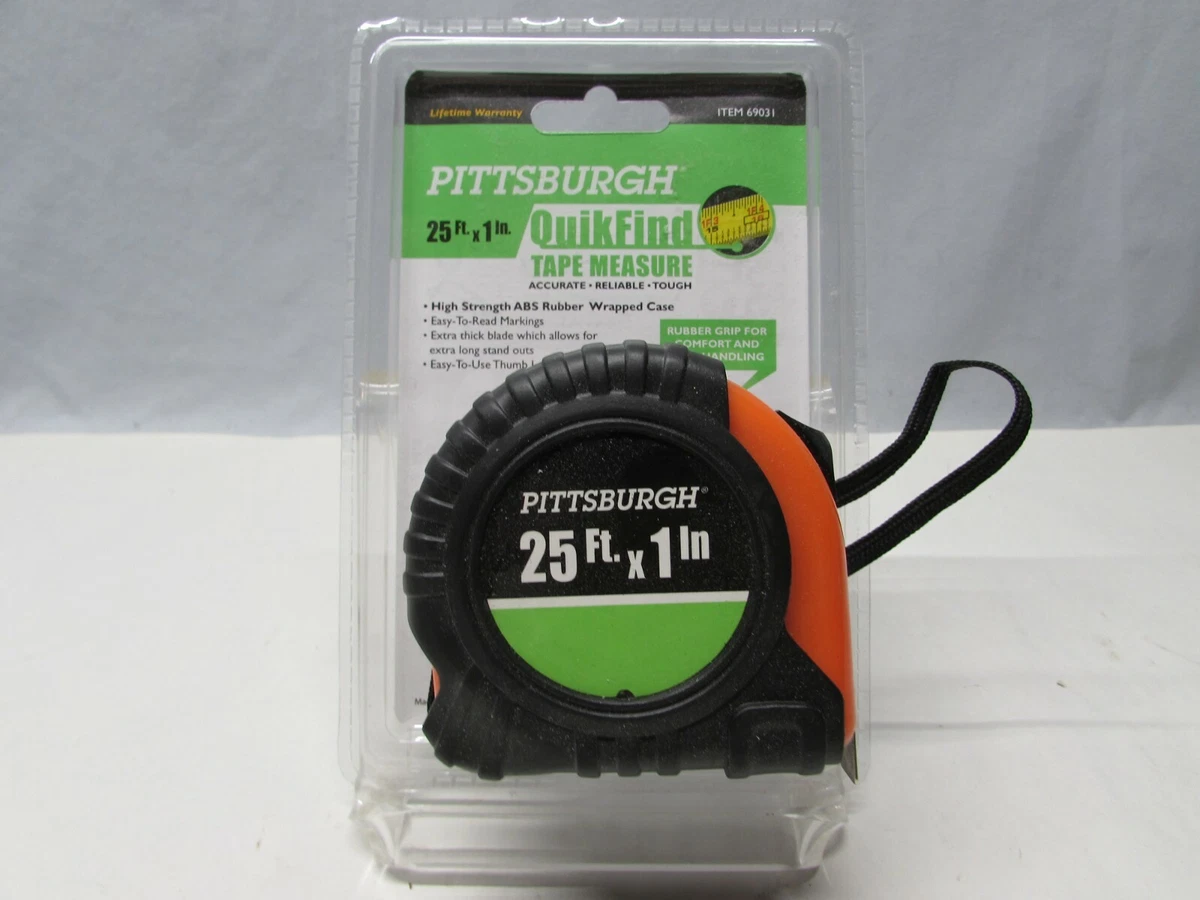 Lifetime Warranty
ITEM 69031
PITTSBURGH
25 Ft. x 1 In.
QuikFind
TAPE MEASURE
ACCURATE • RELIABLE • TOUGH
• High Strength ABS Rubber Wrapped Case
• Easy-To-Read Markings
• Extra thick blade which allows for
extra long stand outs
• Easy-To-Use Thumb
RUBBER GRIP FOR
COMFORT AND
HANDLING
PITTSBURGH®
25 Ft. x 1 In